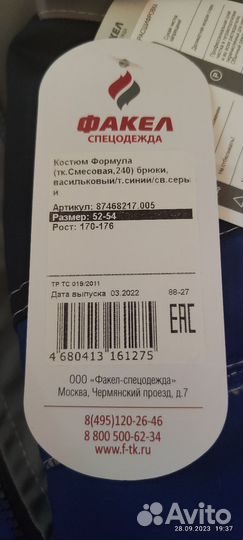 ФАКЕЛ
СПЕЦОДЕЖДА
Костюм Формула
(тк.Смесовая,240) брюки,
васильковый/т.синий/св.серы
й
Артикул: 87468217.005
Размер: 52-54
Рост: 170-176
ТР ТС 019/2011
Дата выпуска 03.2022 88-27
4 680413 161275
ЕАС
ООО «Факел-спецодежда»
Москва, Чермянский проезд, д.7
8(495)120-26-46
8 800 500-62-34
www.f-tk.ru
Avito
28.09.2023 07:37